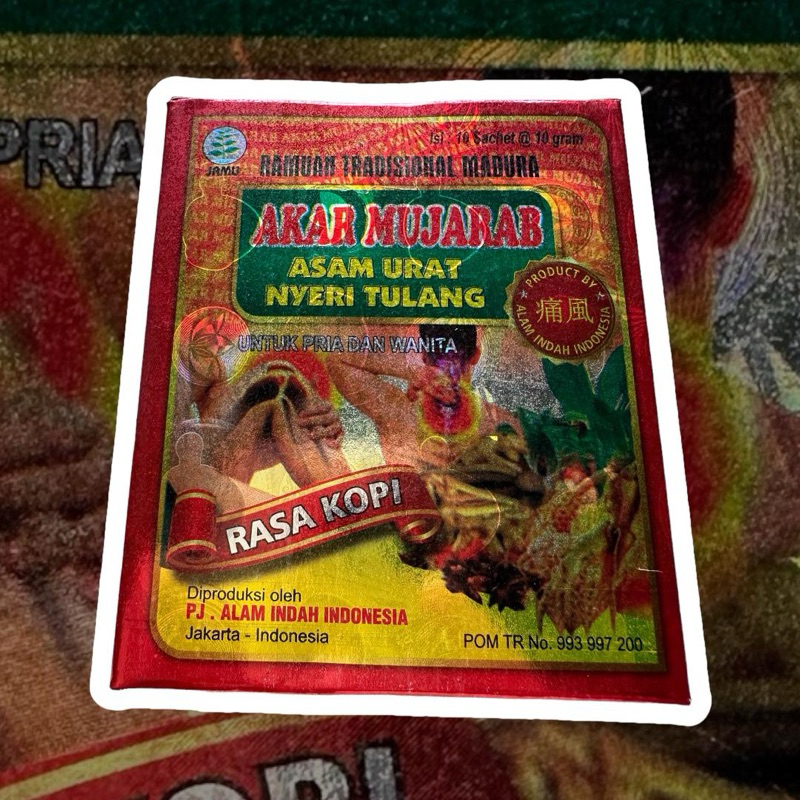 PRIA
JAMU
Isi : 10 Sachet @ 10 gram
RAMUAN TRADISIONAL MADURA
AKAR MUJARAB
ASAM URAT
NYERI TULANG
PRODUCT BY
痛風
ALAM INDAH INDONESIA
UNTUK PRIA DAN WANITA
RASA KOPI
Diproduksi oleh
PJ . ALAM INDAH INDONESIA
Jakarta - Indonesia
POM TR No. 993 997 200
KOPI